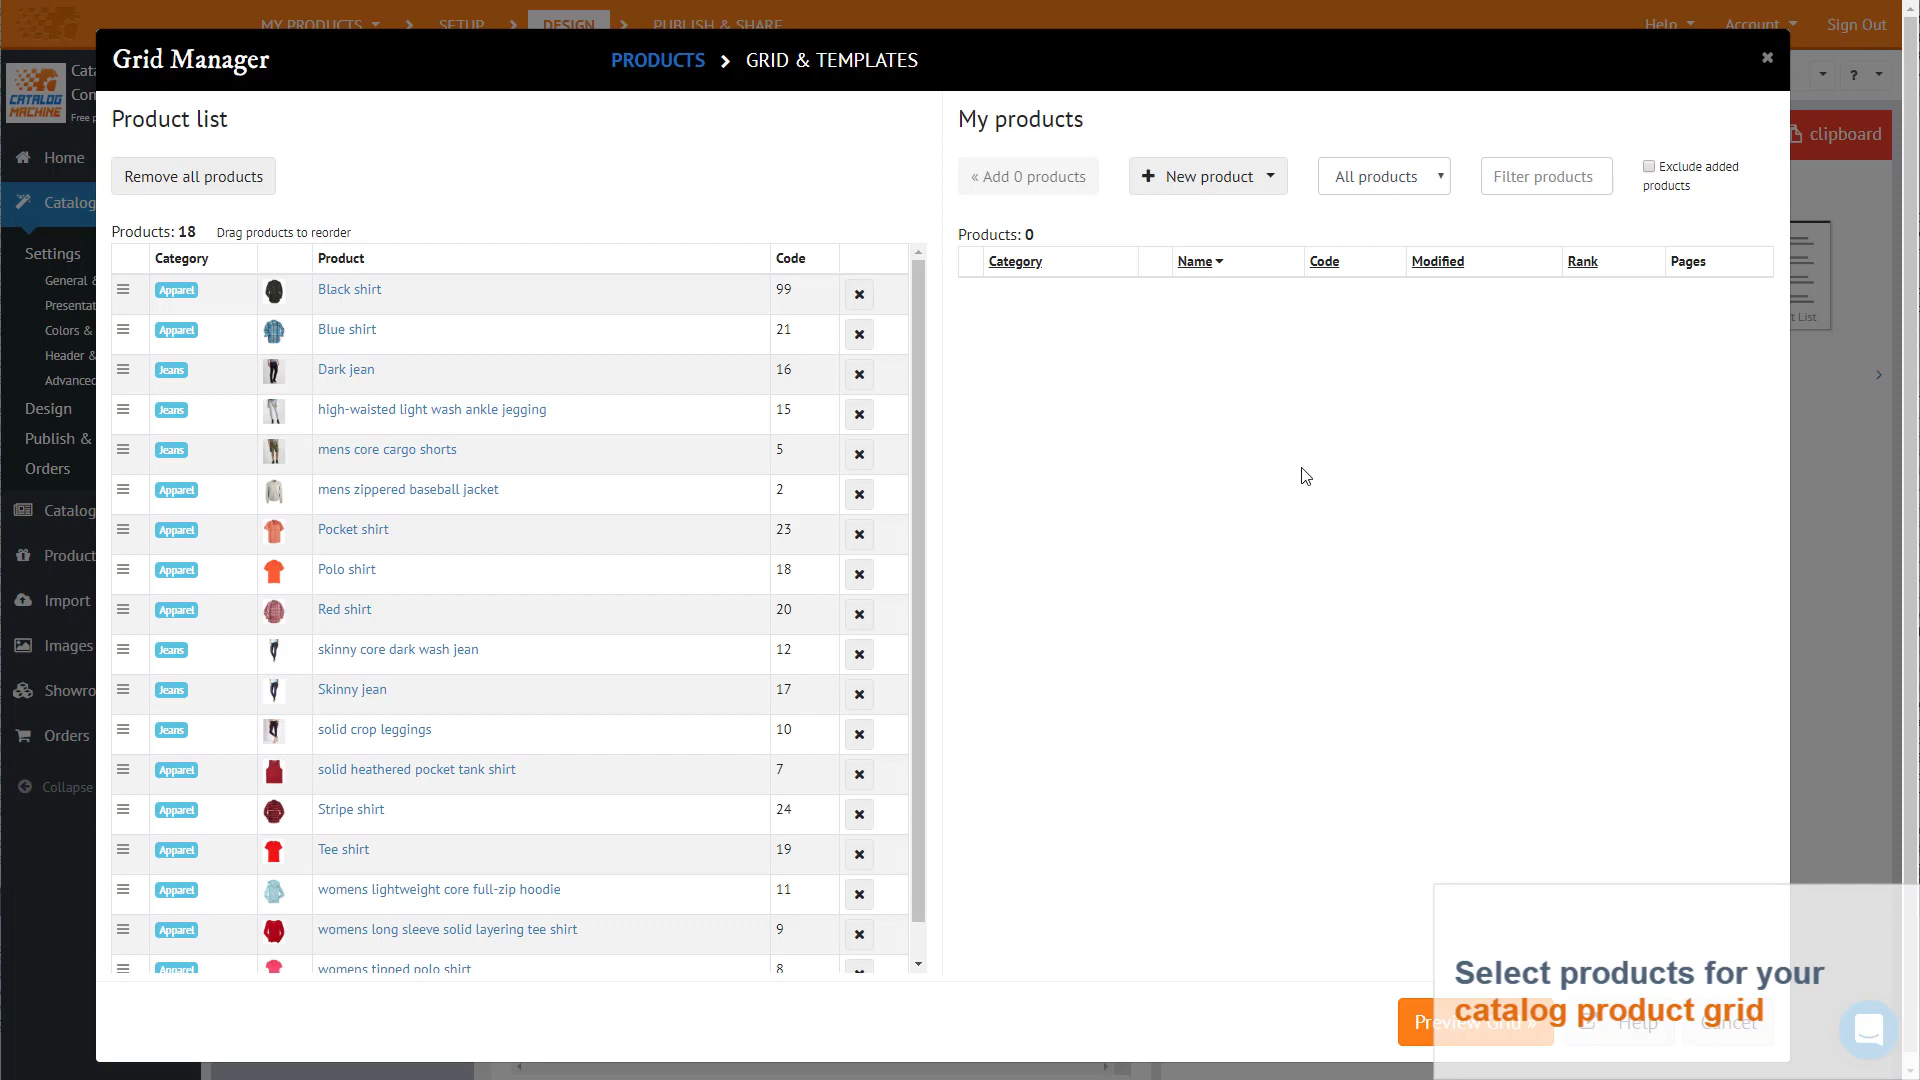 MY PRODUCTS
SETUP
DESIGN
PUBLISH & SHARE
Help
Account
Sign Out
Grid Manager
PRODUCTS
GRID & TEMPLATES
CATALOG
MACHINE
Free
Home
Catalog
Settings
General &
Colors &
Header &
Advanced
Design
Publish &
Orders
Catalog
Product
Import
Images
Orders
Collapse
Product list
Remove all products
Products: 18
Drag products to reorder
Category Product Code
Apparel Black shirt 99
Apparel Blue shirt 21
Jeans Dark jean 16
Jeans high-waisted light wash ankle jegging 15
Jeans mens core cargo shorts 5
Apparel mens zippered baseball jacket 2
Apparel Pocket shirt 23
Apparel Polo shirt 18
Apparel Red shirt 20
Jeans skinny core dark wash jean 12
Jeans Skinny jean 17
Jeans solid crop leggings 10
Apparel solid heathered pocket tank shirt 7
Apparel Stripe shirt 24
Apparel Tee shirt 19
Apparel womens lightweight core full-zip hoodie 11
Apparel womens long sleeve solid layering tee shirt 9
Apparel womens tipped polo shirt 8
My products
« Add 0 products
New product
All products
Filter products
Exclude added
products
Products: 0
Category Name Code Modified Rank Pages
clipboard
List
Select products for your
catalog product grid
Preview Grid »
Help
Cancel